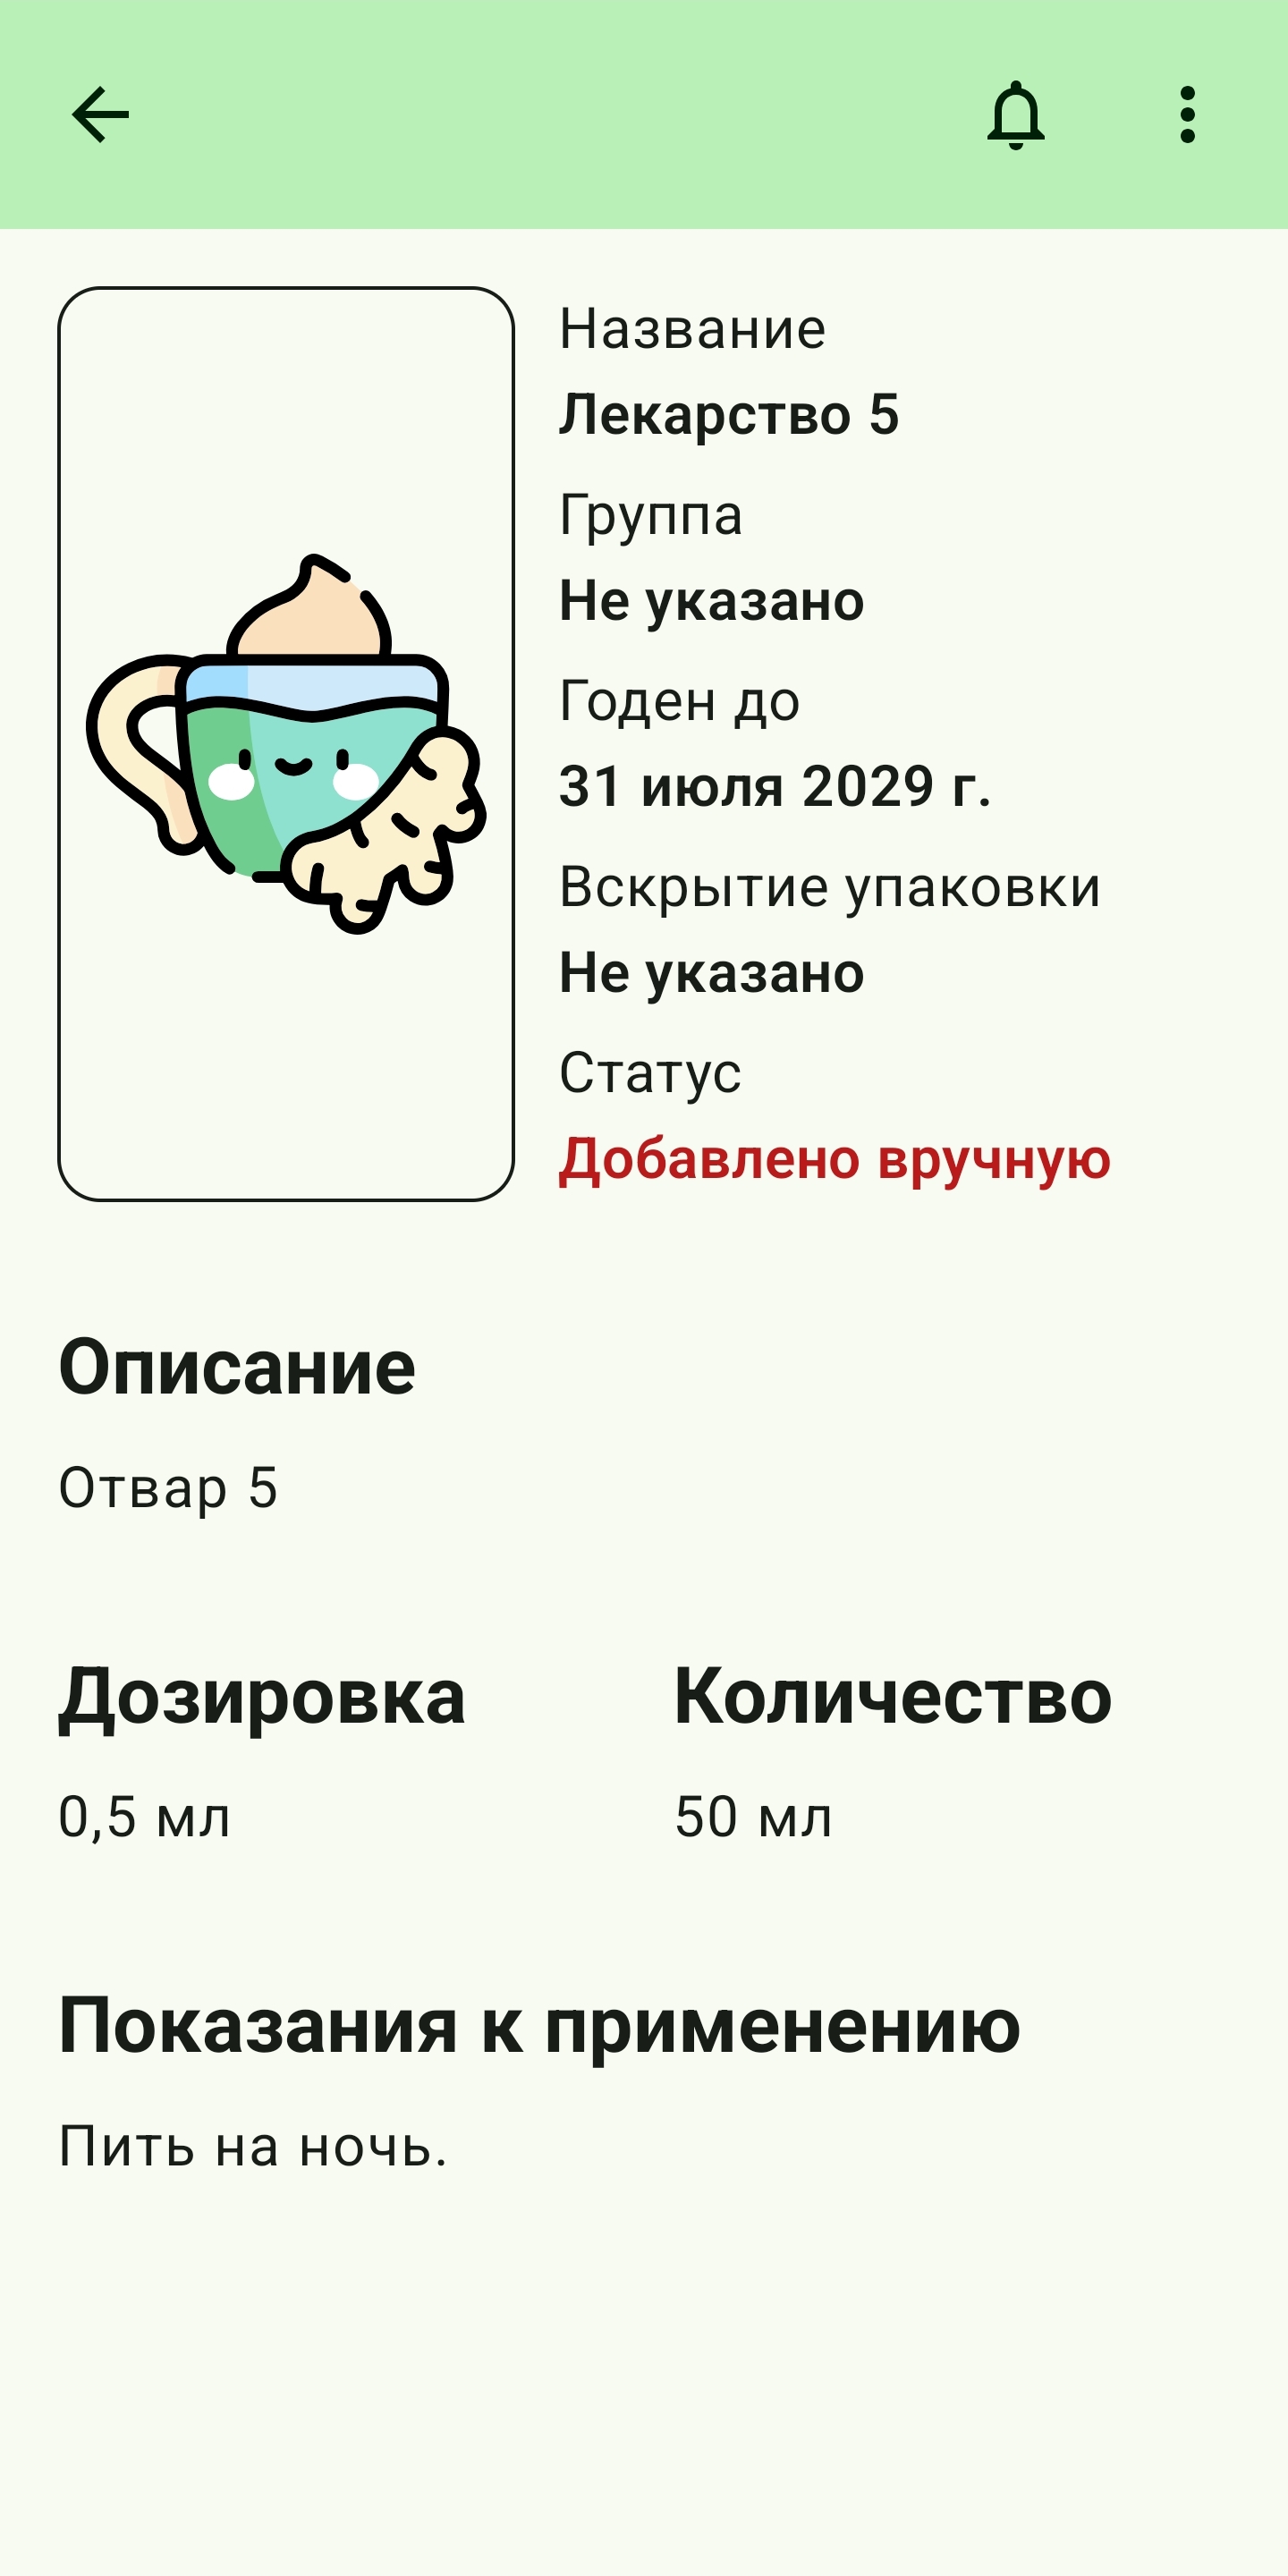 Название
Лекарство 5
Группа
Не указано
Годен до
31 июля 2029 г.
Вскрытие упаковки
Не указано
Статус
Добавлено вручную
Описание
Отвар 5
Дозировка
Количество
0,5 мл
50 мл
Показания к применению
Пить на ночь.